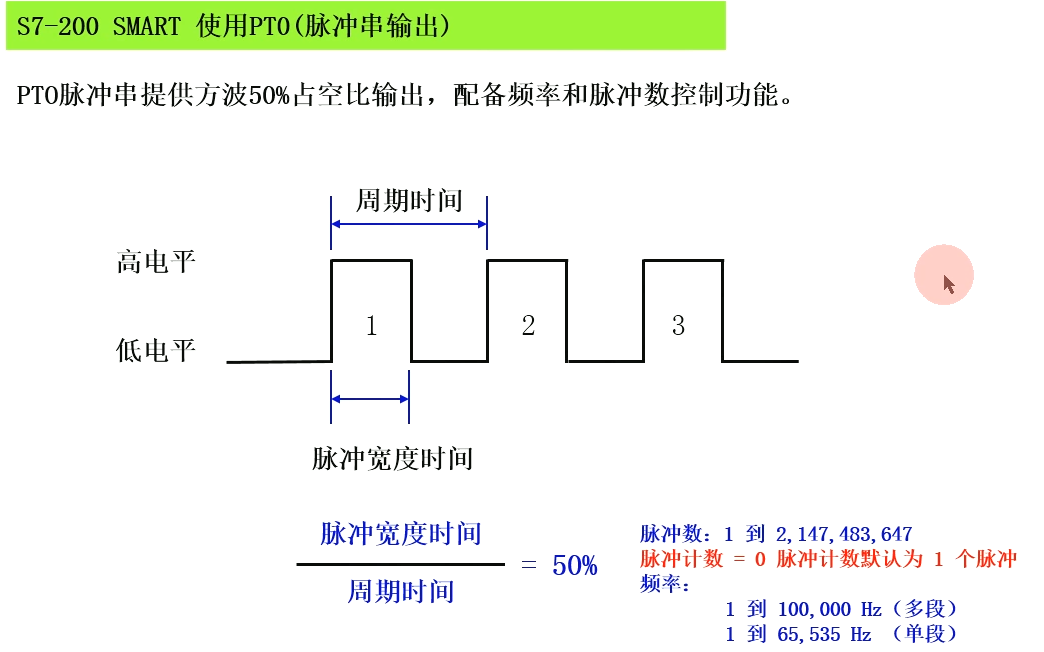 S7-200 SMART 使用PTO(脉冲串输出)
PTO脉冲串提供方波50%占空比输出，配备频率和脉冲数控制功能。
周期时间
高电平
1
2
3
低电平
脉冲宽度时间
脉冲宽度时间
周期时间
= 50%
脉冲数：1 到 2,147,483,647
脉冲计数 = 0 脉冲计数默认为 1 个脉冲
频率：
1 到 100,000 Hz（多段）
1 到 65,535 Hz （单段）